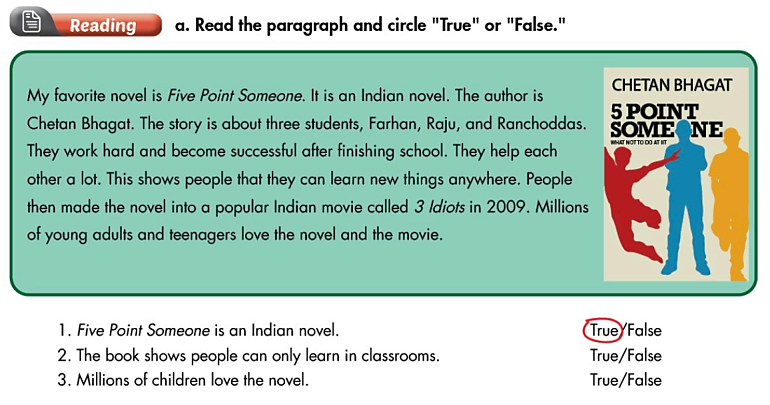 Reading
a. Read the paragraph and circle "True" or "False."
My favorite novel is Five Point Someone. It is an Indian novel. The author is
Chetan Bhagat. The story is about three students, Farhan, Raju, and Ranchoddas.
They work hard and become successful after finishing school. They help each
other a lot. This shows people that they can learn new things anywhere. People
then made the novel into a popular Indian movie called 3 Idiots in 2009. Millions
of young adults and teenagers love the novel and the movie.
CHETAN BHAGAT
5 POINT
SOMEONE
WHAT NOT TO DO AT IIT
1. Five Point Someone is an Indian novel. True/False
2. The book shows people can only learn in classrooms. True/False
3. Millions of children love the novel. True/False